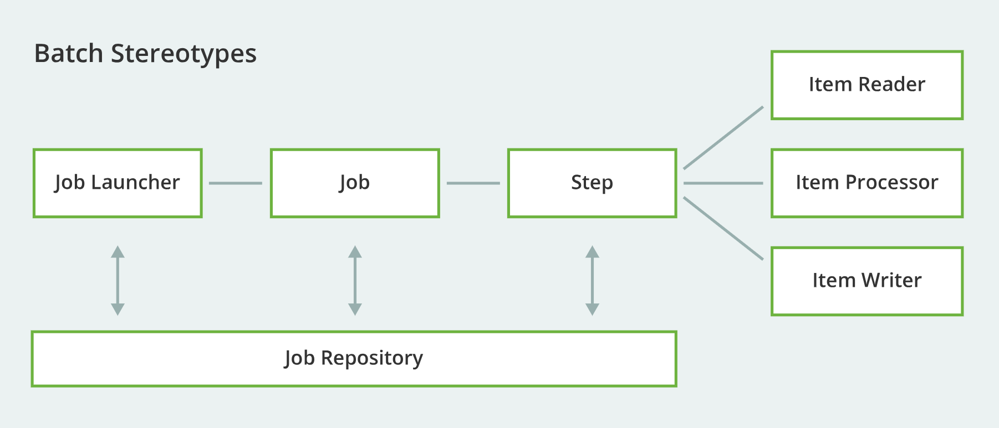 Batch Stereotypes
Item Reader
Job Launcher
Job
Step
Item Processor
Item Writer
Job Repository